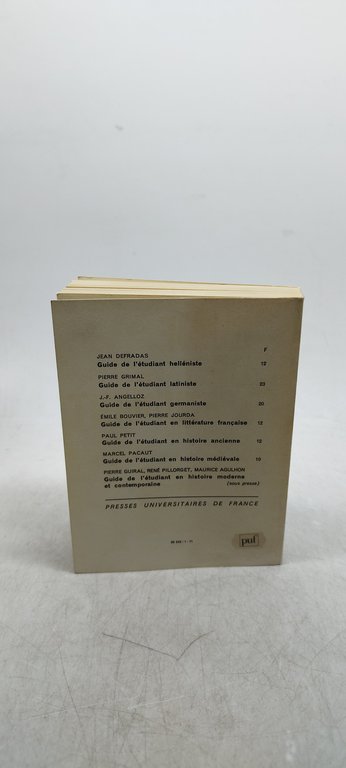 F
JEAN DEFRADAS
Guide de l'étudiant helléniste 12
PIERRE GRIMAL
Guide de l'étudiant latiniste 23
J.-F. ANGELLOZ
Guide de l'étudiant germaniste 20
ÉMILE BOUVIER, PIERRE JOURDA
Guide de l'étudiant en littérature française 12
PAUL PETIT
Guide de l'étudiant en histoire ancienne 12
MARCEL PACAUT
Guide de l'étudiant en histoire médiévale 10
PIERRE GUIRAL, RENÉ PILLORGET, MAURICE AGULHON
Guide de l'étudiant en histoire moderne
et contemporaine (sous presse)
PRESSES UNIVERSITAIRES DE FRANCE
puf